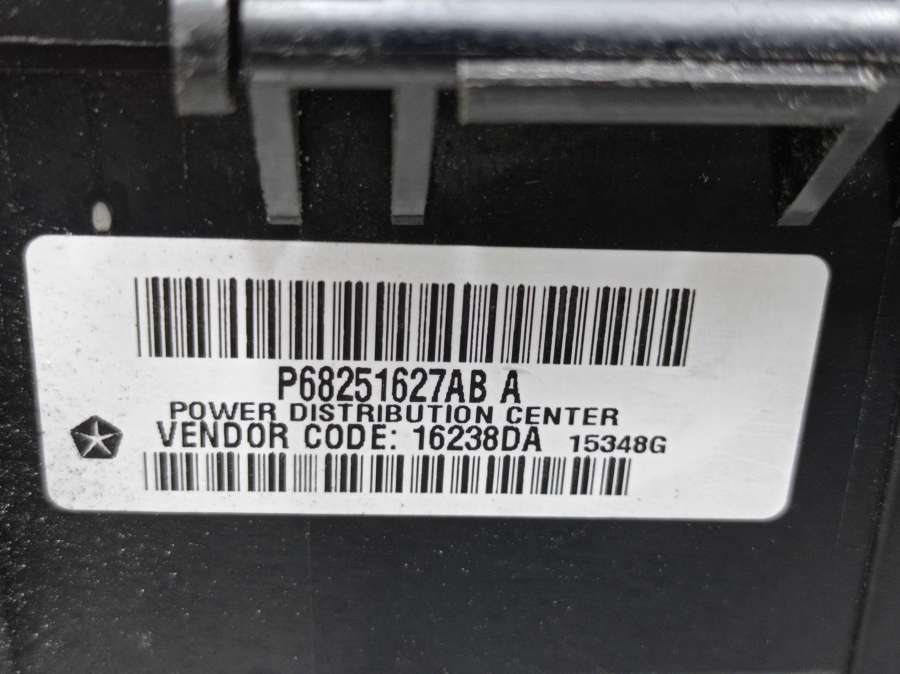 P68251627AB A
POWER DISTRIBUTION CENTER
VENDOR CODE: 16238DA 15348G